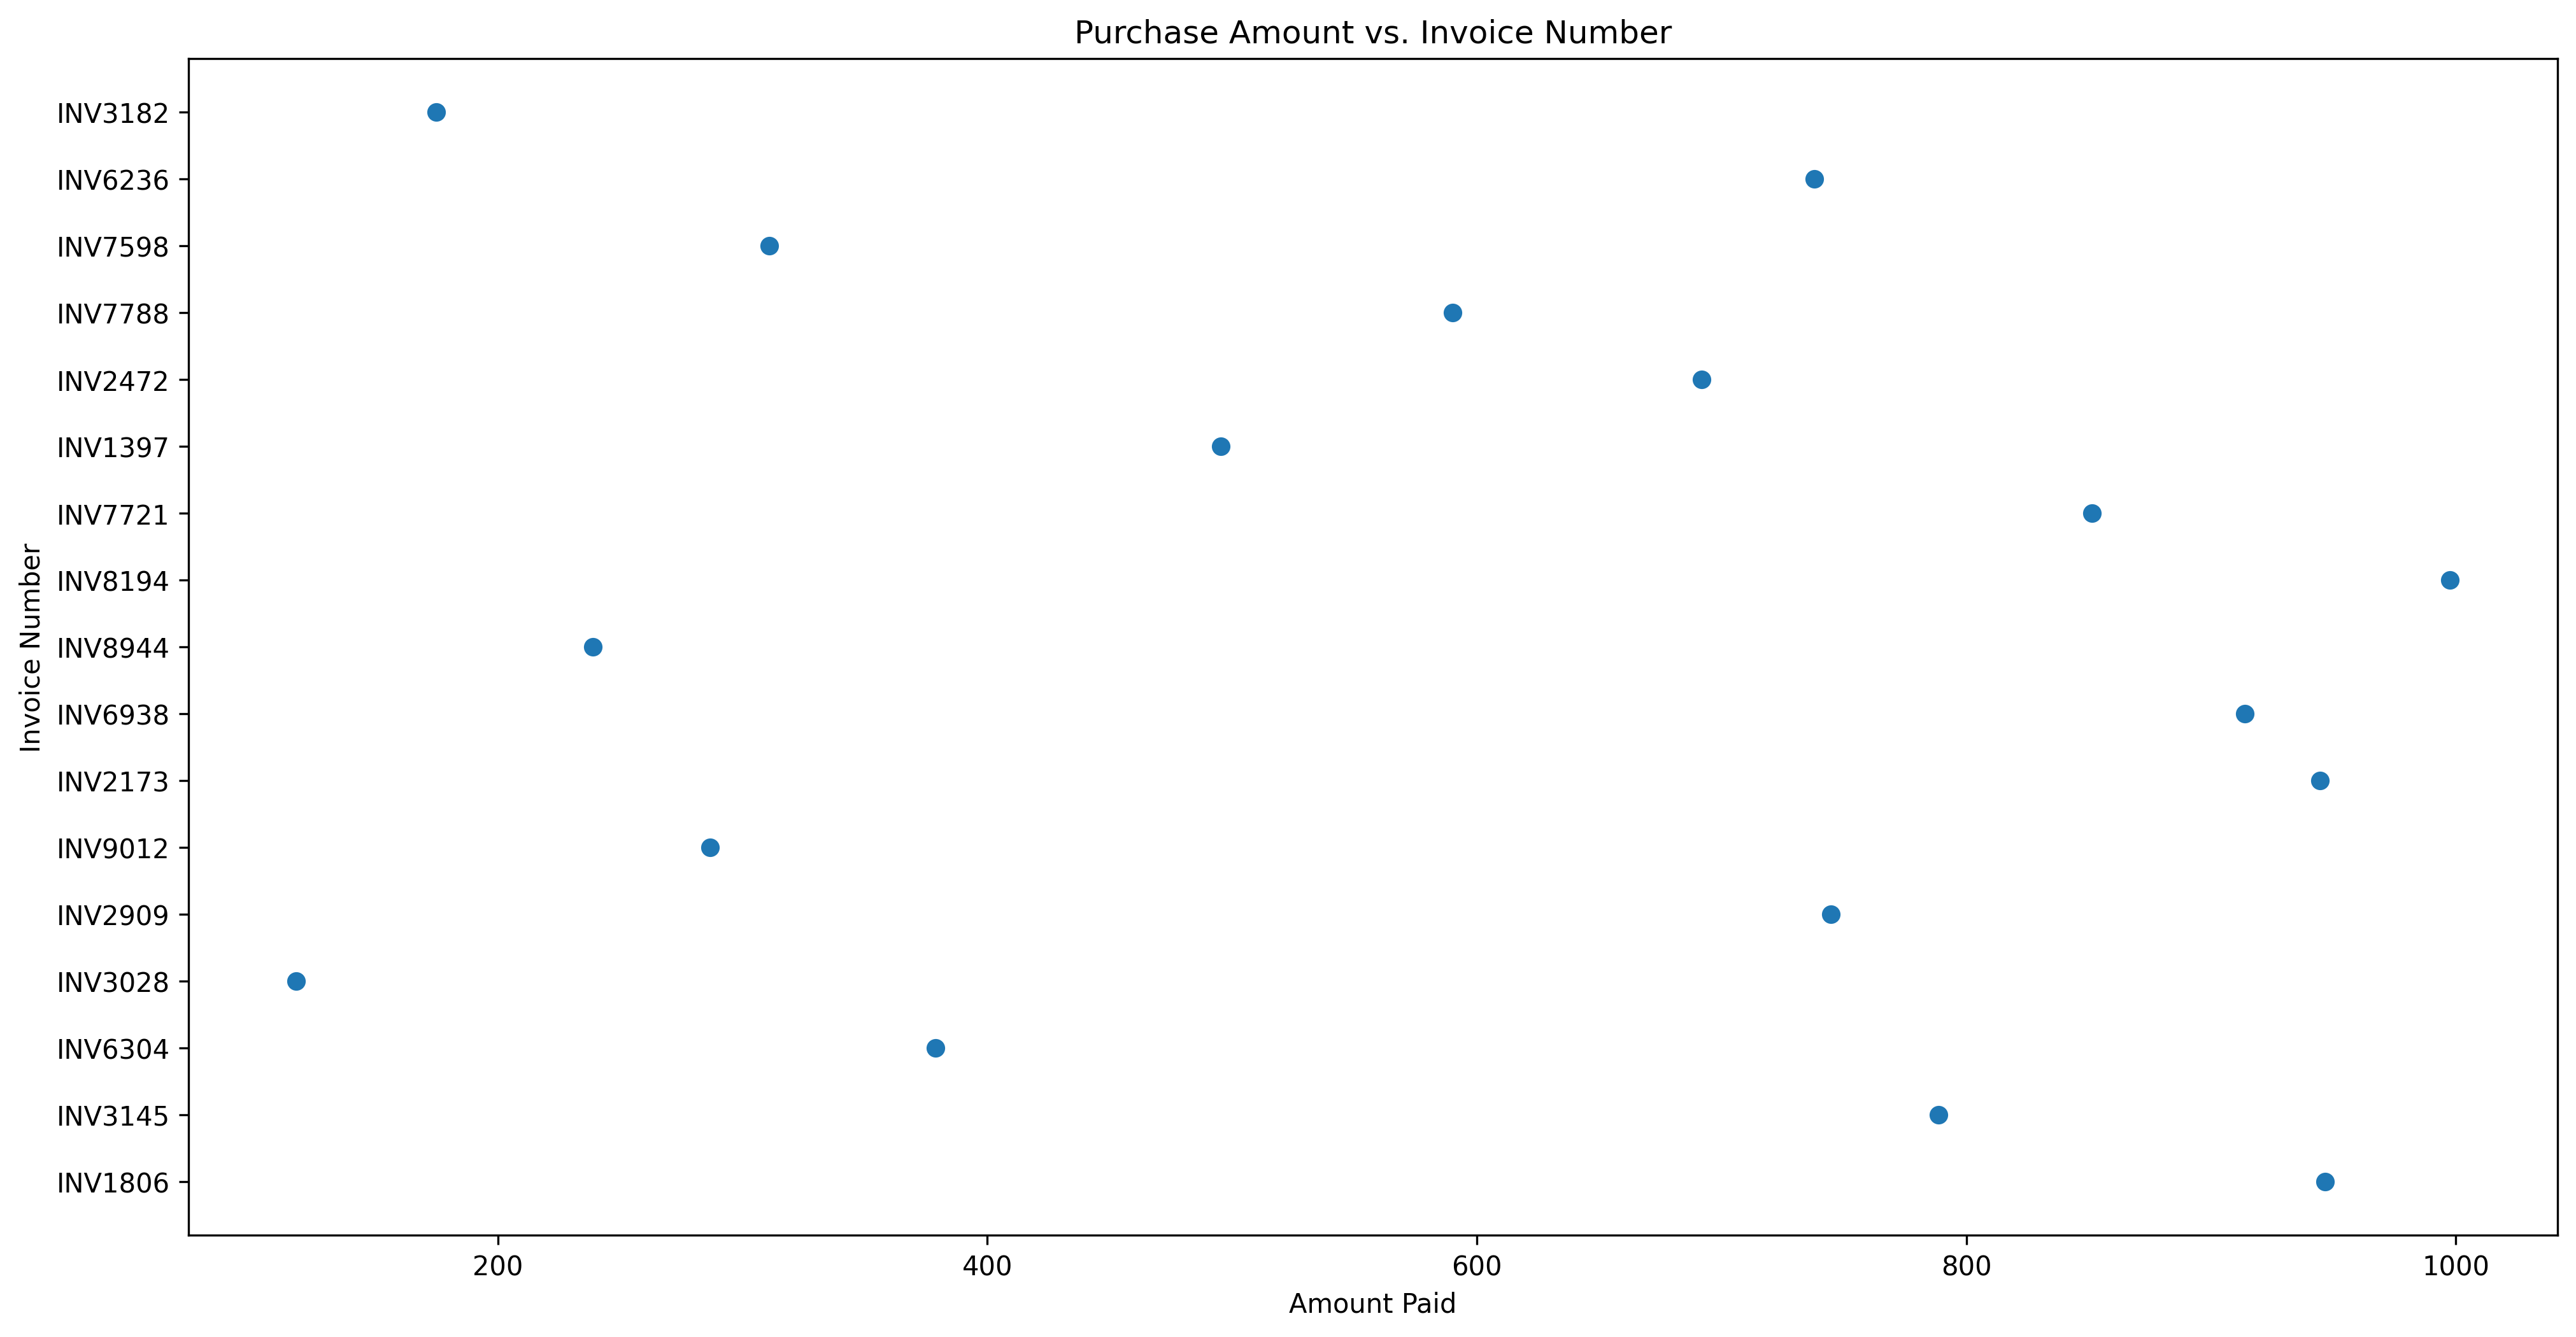 Purchase Amount vs. Invoice Number
Invoice Number
INV3182
INV6236
INV7598
INV7788
INV2472
INV1397
INV7721
INV8194
INV8944
INV6938
INV2173
INV9012
INV2909
INV3028
INV6304
INV3145
INV1806
200 400 600 800 1000
Amount Paid